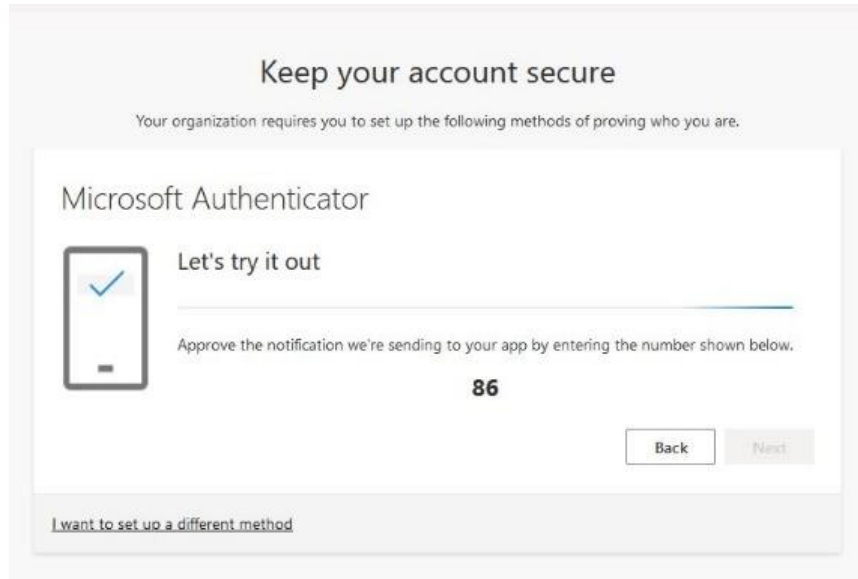 Keep your account secure
Your organization requires you to set up the following methods of proving who you are.
Microsoft Authenticator
Let's try it out
Approve the notification we're sending to your app by entering the number shown below.
86
Back
Next
I want to set up a different method